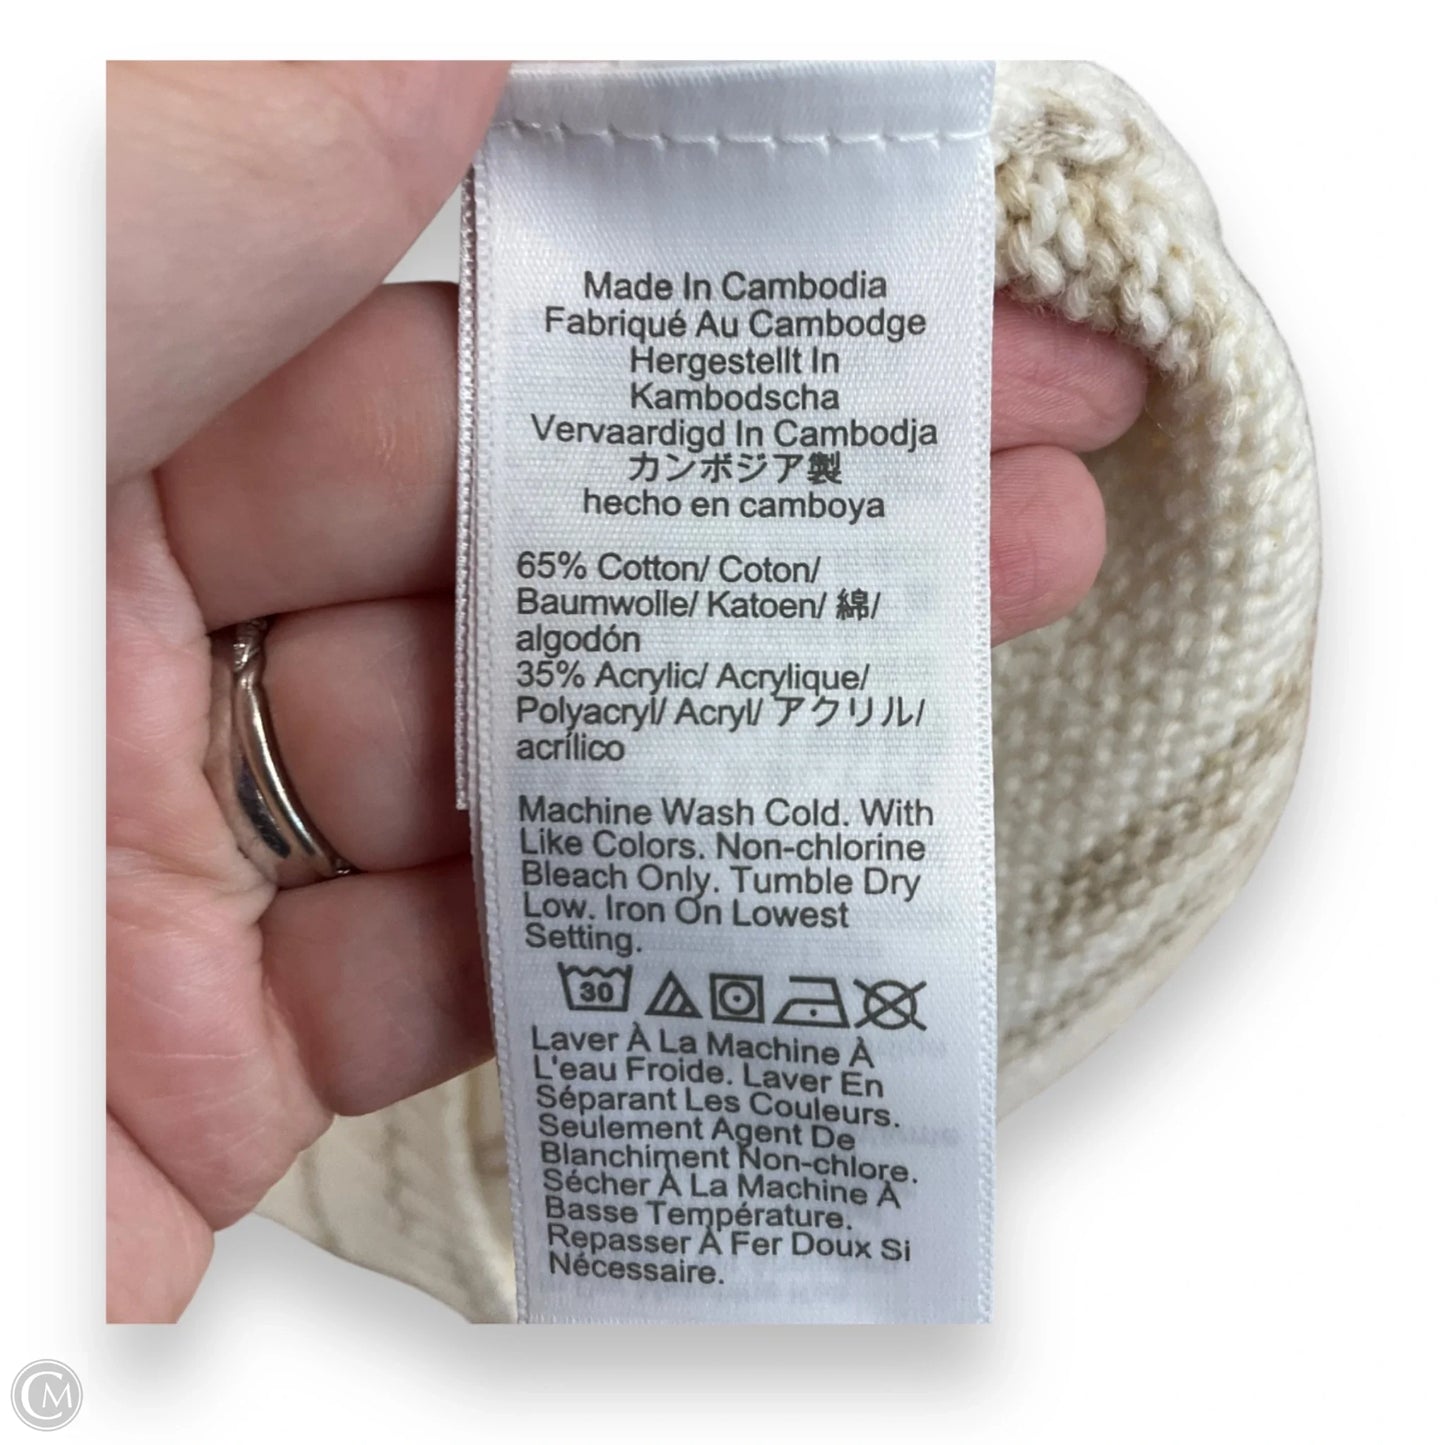 Made In Cambodia
Fabriqué Au Cambodge
Hergestellt In
Kambodscha
Vervaardigd In Cambodja
カンボジア製
hecho en camboya
65% Cotton/ Coton/
Baumwolle/ Katoen/ 綿/
algodón
35% Acrylic/ Acrylique/
Polyacryl/ Acryl/ アクリル/
acrílico
Machine Wash Cold. With
Like Colors. Non-chlorine
Bleach Only. Tumble Dry
Low. Iron On Lowest
Setting.
30
Laver À La Machine À
L'eau Froide. Laver En
Séparant Les Couleurs.
Seulement Agent De
Blanchiment Non-chlore.
Sécher À La Machine À
Basse Température.
Repasser À Fer Doux Si
Nécessaire.
CM